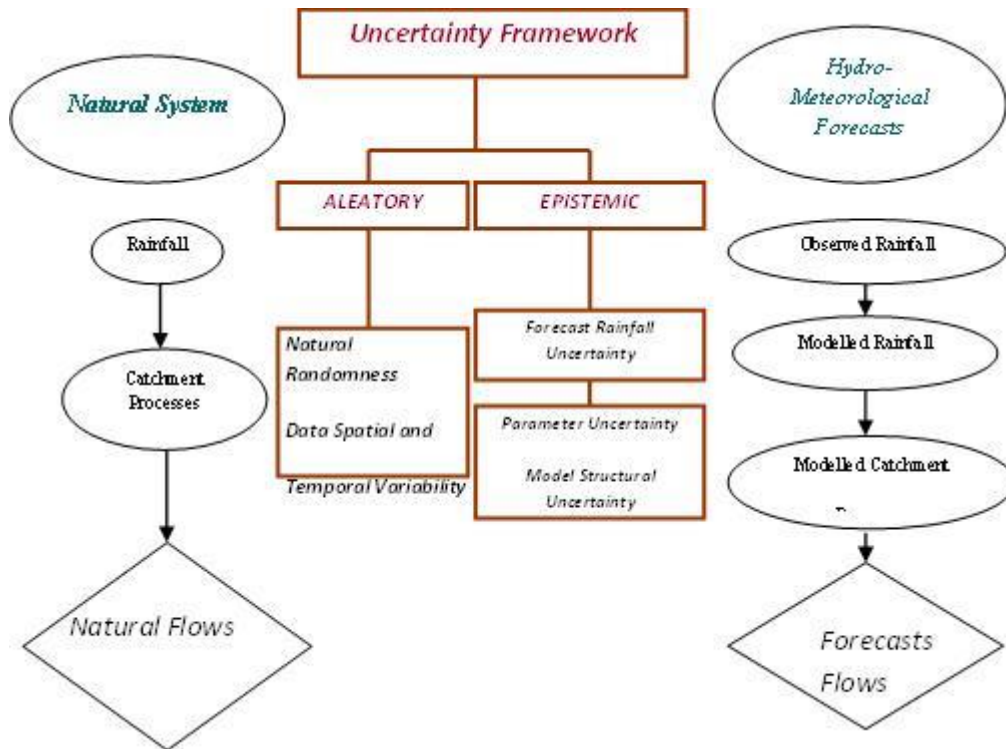 Uncertainty Framework
Natural System
Hydro-
Meteorological
Forecasts
ALEATORY
EPISTEMIC
Rainfall
Observed Rainfall
Natural
Randomness
Data Spatial and
Temporal Variability
Forecast Rainfall
Uncertainty
Modelled Rainfall
Catchment
Processes
Parameter Uncertainty
Model Structural
Uncertainty
Modelled Catchment
Natural Flows
Forecasts
Flows